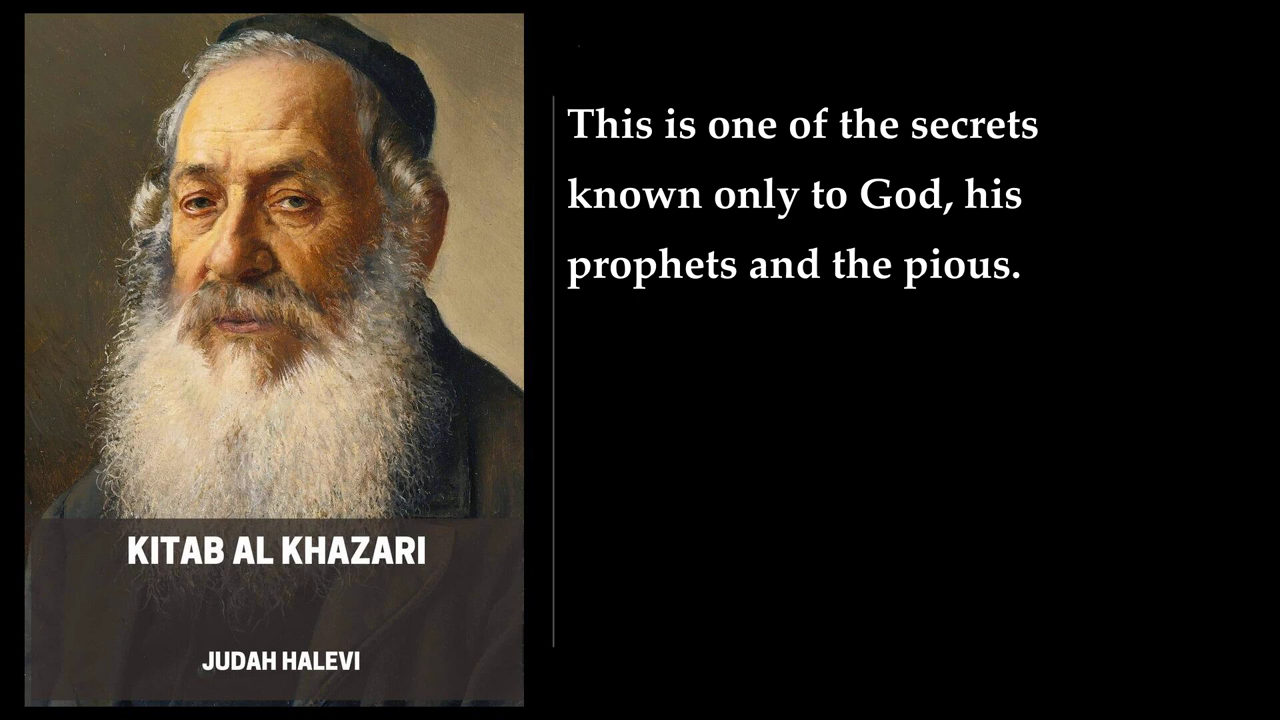 KITAB AL KHAZARI
JUDAH HALEVI
This is one of the secrets
known only to God, his
prophets and the pious.